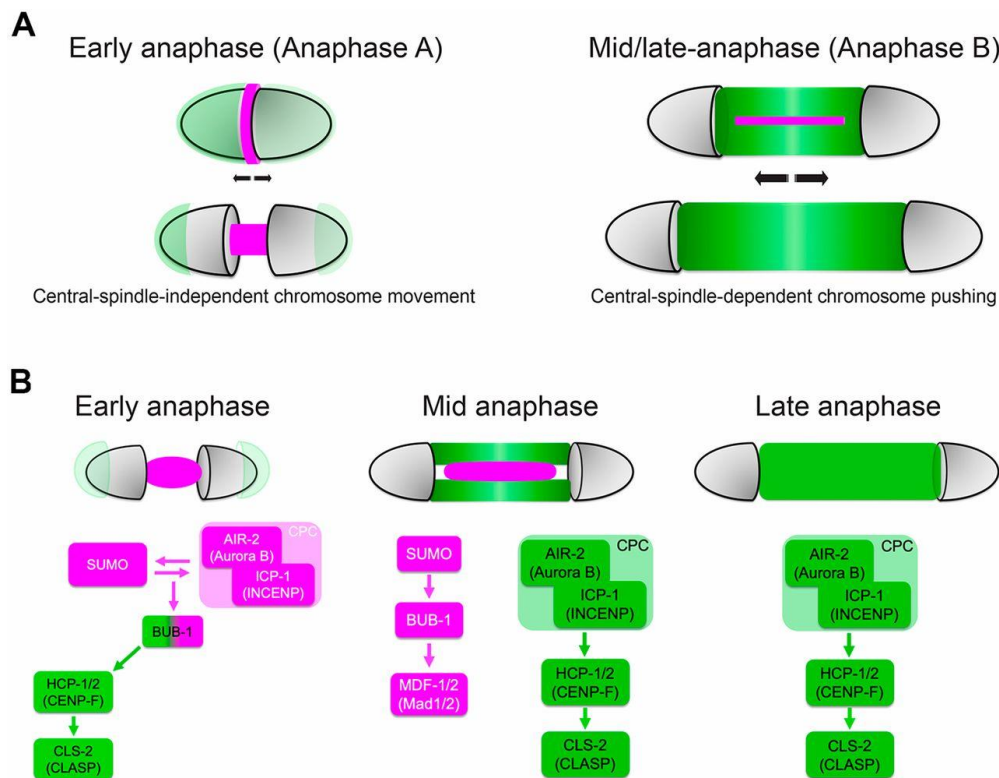 A
Early anaphase (Anaphase A)
Mid/late-anaphase (Anaphase B)
Central-spindle-independent chromosome movement
Central-spindle-dependent chromosome pushing
B
Early anaphase
SUMO
CPC
AIR-2
(Aurora B)
ICP-1
(INCENP)
BUB-1
HCP-1/2
(CENP-F)
CLS-2
(CLASP)
Mid anaphase
SUMO
BUB-1
MDF-1/2
(Mad1/2)
CPC
AIR-2
(Aurora B)
ICP-1
(INCENP)
HCP-1/2
(CENP-F)
CLS-2
(CLASP)
Late anaphase
CPC
AIR-2
(Aurora B)
ICP-1
(INCENP)
HCP-1/2
(CENP-F)
CLS-2
(CLASP)